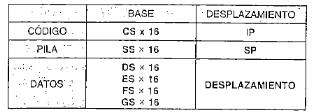 BASE DESPLAZAMIENTO
CÓDIGO CS x 16 IP
PILA SS × 16 SP
DATOS DS × 16 DESPLAZAMIENTO
ES × 16
FS × 16
GS × 16